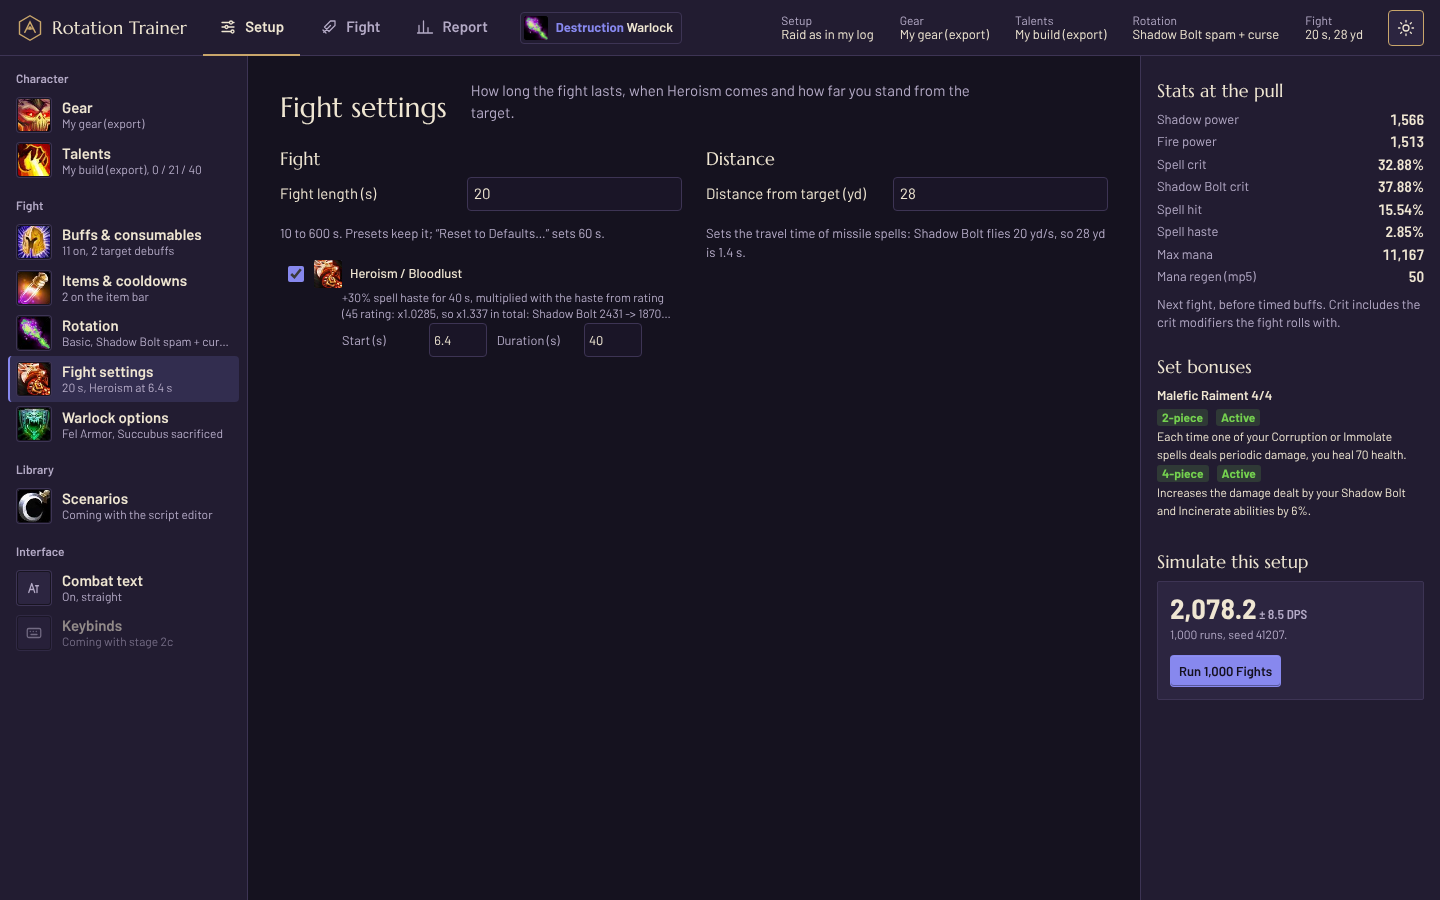 Rotation Trainer
Setup
Fight
Report
Destruction Warlock
Setup
Raid as in my log
Gear
My gear (export)
Talents
My build (export)
Rotation
Shadow Bolt spam + curse
Fight
20 s, 28 yd
Character
Gear
My gear (export)
Talents
My build (export), 0 / 21 / 40
Fight
Buffs & consumables
11 on, 2 target debuffs
Items & cooldowns
2 on the item bar
Rotation
Basic, Shadow Bolt spam + cur...
Fight settings
20 s, Heroism at 6.4 s
Warlock options
Fel Armor, Succubus sacrificed
Library
Scenarios
Coming with the script editor
Interface
Combat text
On, straight
Keybinds
Coming with stage 2c
Fight settings
How long the fight lasts, when Heroism comes and how far you stand from the
target.
Fight
Fight length (s)
20
10 to 600 s. Presets keep it; "Reset to Defaults..." sets 60 s.
Heroism / Bloodlust
+30% spell haste for 40 s, multiplied with the haste from rating
(45 rating: x1.0285, so x1.337 in total: Shadow Bolt 2431 -> 1870...
Start (s)
6.4
Duration (s)
40
Distance
Distance from target (yd)
28
Sets the travel time of missile spells: Shadow Bolt flies 20 yd/s, so 28 yd
is 1.4 s.
Stats at the pull
Shadow power 1,566
Fire power 1,513
Spell crit 32.88%
Shadow Bolt crit 37.88%
Spell hit 15.54%
Spell haste 2.85%
Max mana 11,167
Mana regen (mp5) 50
Next fight, before timed buffs. Crit includes the
crit modifiers the fight rolls with.
Set bonuses
Malefic Raiment 4/4
2-piece Active
Each time one of your Corruption or Immolate
spells deals periodic damage, you heal 70 health.
4-piece Active
Increases the damage dealt by your Shadow Bolt
and Incinerate abilities by 6%.
Simulate this setup
2,078.2 ± 8.5 DPS
1,000 runs, seed 41207.
Run 1,000 Fights